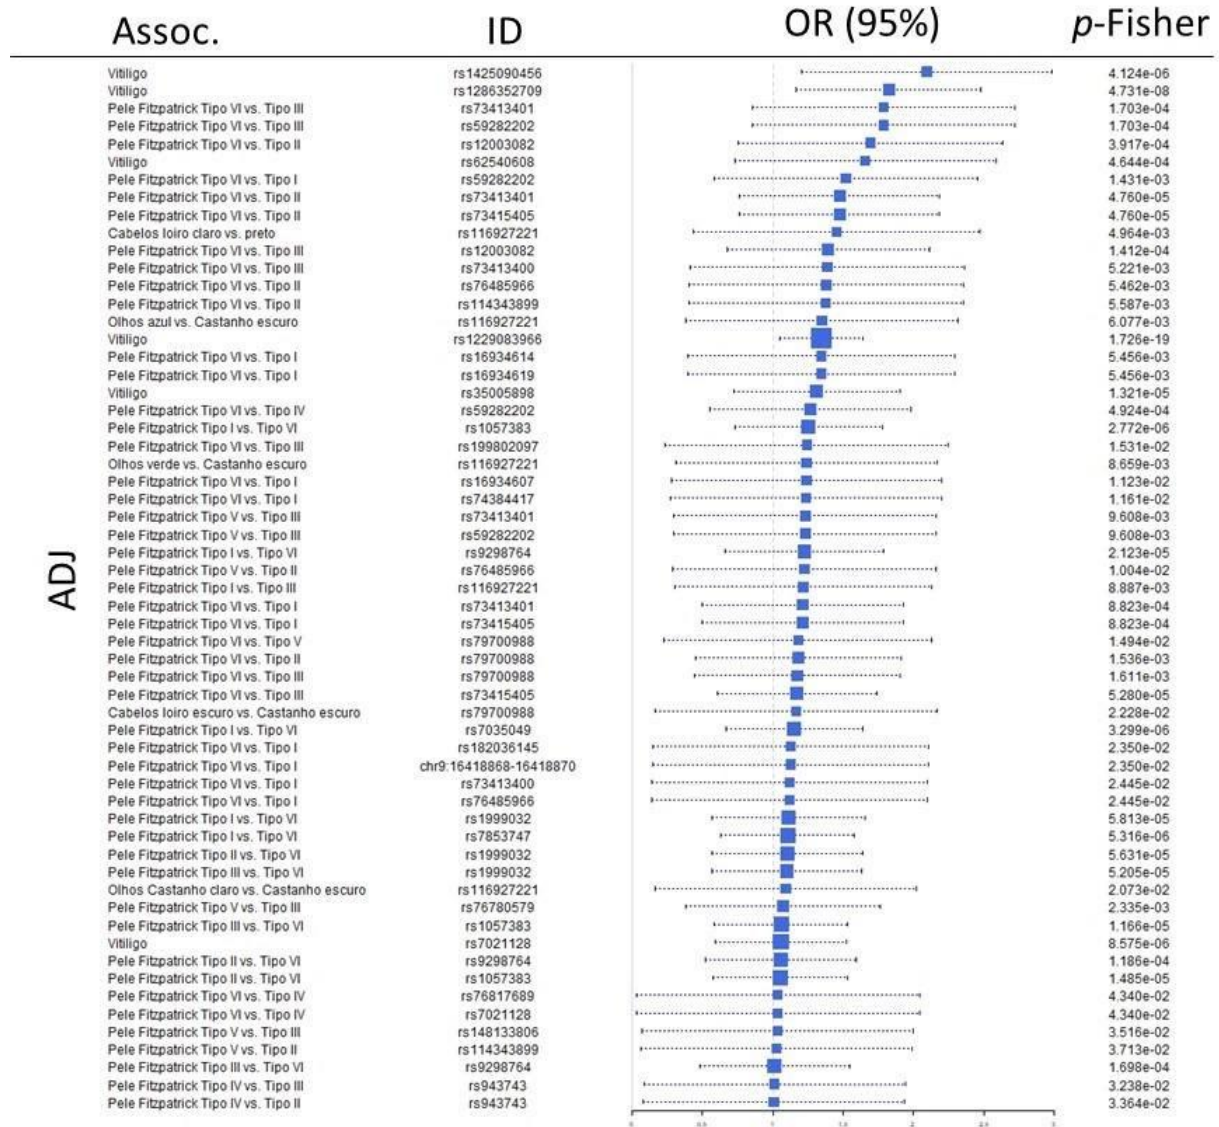 Assoc. ID OR (95%) p-Fisher
Vitiligo rs1425090456 4.124e-06
Vitiligo rs1286352709 4.731e-08
Pele Fitzpatrick Tipo VI vs. Tipo III rs73413401 1.703e-04
Pele Fitzpatrick Tipo VI vs. Tipo III rs59282202 1.703e-04
Pele Fitzpatrick Tipo VI vs. Tipo II rs12003082 3.917e-04
Vitiligo rs62540608 4.644e-04
Pele Fitzpatrick Tipo VI vs. Tipo I rs59282202 1.431e-03
Pele Fitzpatrick Tipo VI vs. Tipo II rs73413401 4.760e-05
Pele Fitzpatrick Tipo VI vs. Tipo II rs73415405 4.760e-05
Cabelos loiro claro vs. preto rs116927221 4.964e-03
Pele Fitzpatrick Tipo VI vs. Tipo III rs12003082 1.412e-04
Pele Fitzpatrick Tipo VI vs. Tipo III rs73413400 5.221e-03
Pele Fitzpatrick Tipo VI vs. Tipo II rs76485966 5.462e-03
Pele Fitzpatrick Tipo VI vs. Tipo II rs114343899 5.587e-03
Olhos azul vs. Castanho escuro rs116927221 6.077e-03
Vitiligo rs1229083966 1.726e-19
Pele Fitzpatrick Tipo VI vs. Tipo I rs16934614 5.456e-03
Pele Fitzpatrick Tipo VI vs. Tipo I rs16934619 5.456e-03
Vitiligo rs35005898 1.321e-05
Pele Fitzpatrick Tipo VI vs. Tipo IV rs59282202 4.924e-04
Pele Fitzpatrick Tipo I vs. Tipo VI rs1057383 2.772e-06
Pele Fitzpatrick Tipo VI vs. Tipo III rs199802097 1.531e-02
Olhos verde vs. Castanho escuro rs116927221 8.659e-03
Pele Fitzpatrick Tipo VI vs. Tipo I rs16934607 1.123e-02
Pele Fitzpatrick Tipo VI vs. Tipo I rs74384417 1.161e-02
Pele Fitzpatrick Tipo V vs. Tipo III rs73413401 9.608e-03
Pele Fitzpatrick Tipo V vs. Tipo III rs59282202 9.608e-03
Pele Fitzpatrick Tipo I vs. Tipo VI rs9298764 2.123e-05
Pele Fitzpatrick Tipo V vs. Tipo II rs76485966 1.004e-02
ADJ
Pele Fitzpatrick Tipo I vs. Tipo III rs116927221 8.887e-03
Pele Fitzpatrick Tipo VI vs. Tipo I rs73413401 8.823e-04
Pele Fitzpatrick Tipo VI vs. Tipo I rs73415405 8.823e-04
Pele Fitzpatrick Tipo VI vs. Tipo V rs79700988 1.494e-02
Pele Fitzpatrick Tipo VI vs. Tipo II rs79700988 1.536e-03
Pele Fitzpatrick Tipo VI vs. Tipo III rs79700988 1.611e-03
Pele Fitzpatrick Tipo VI vs. Tipo III rs73415405 5.280e-05
Cabelos loiro escuro vs. Castanho escuro rs79700988 2.228e-02
Pele Fitzpatrick Tipo I vs. Tipo VI rs7035049 3.299e-06
Pele Fitzpatrick Tipo VI vs. Tipo I rs182036145 2.350e-02
Pele Fitzpatrick Tipo VI vs. Tipo I chr9:16418868-16418870 2.350e-02
Pele Fitzpatrick Tipo VI vs. Tipo I rs73413400 2.445e-02
Pele Fitzpatrick Tipo VI vs. Tipo I rs76485966 2.445e-02
Pele Fitzpatrick Tipo I vs. Tipo VI rs1999032 5.813e-05
Pele Fitzpatrick Tipo I vs. Tipo VI rs7853747 5.316e-06
Pele Fitzpatrick Tipo II vs. Tipo VI rs1999032 5.631e-05
Pele Fitzpatrick Tipo III vs. Tipo VI rs1999032 5.205e-05
Olhos Castanho claro vs. Castanho escuro rs116927221 2.073e-02
Pele Fitzpatrick Tipo V vs. Tipo III rs76780579 2.335e-03
Pele Fitzpatrick Tipo III vs. Tipo VI rs1057383 1.166e-05
Vitiligo rs7021128 8.575e-06
Pele Fitzpatrick Tipo II vs. Tipo VI rs9298764 1.186e-04
Pele Fitzpatrick Tipo II vs. Tipo VI rs1057383 1.485e-05
Pele Fitzpatrick Tipo VI vs. Tipo IV rs76817689 4.340e-02
Pele Fitzpatrick Tipo VI vs. Tipo IV rs7021128 4.340e-02
Pele Fitzpatrick Tipo V vs. Tipo III rs148133806 3.516e-02
Pele Fitzpatrick Tipo V vs. Tipo II rs114343899 3.713e-02
Pele Fitzpatrick Tipo III vs. Tipo VI rs9298764 1.698e-04
Pele Fitzpatrick Tipo IV vs. Tipo III rs943743 3.238e-02
Pele Fitzpatrick Tipo IV vs. Tipo II rs943743 3.364e-02
0 0.5 1 1.5 2 2.5 3